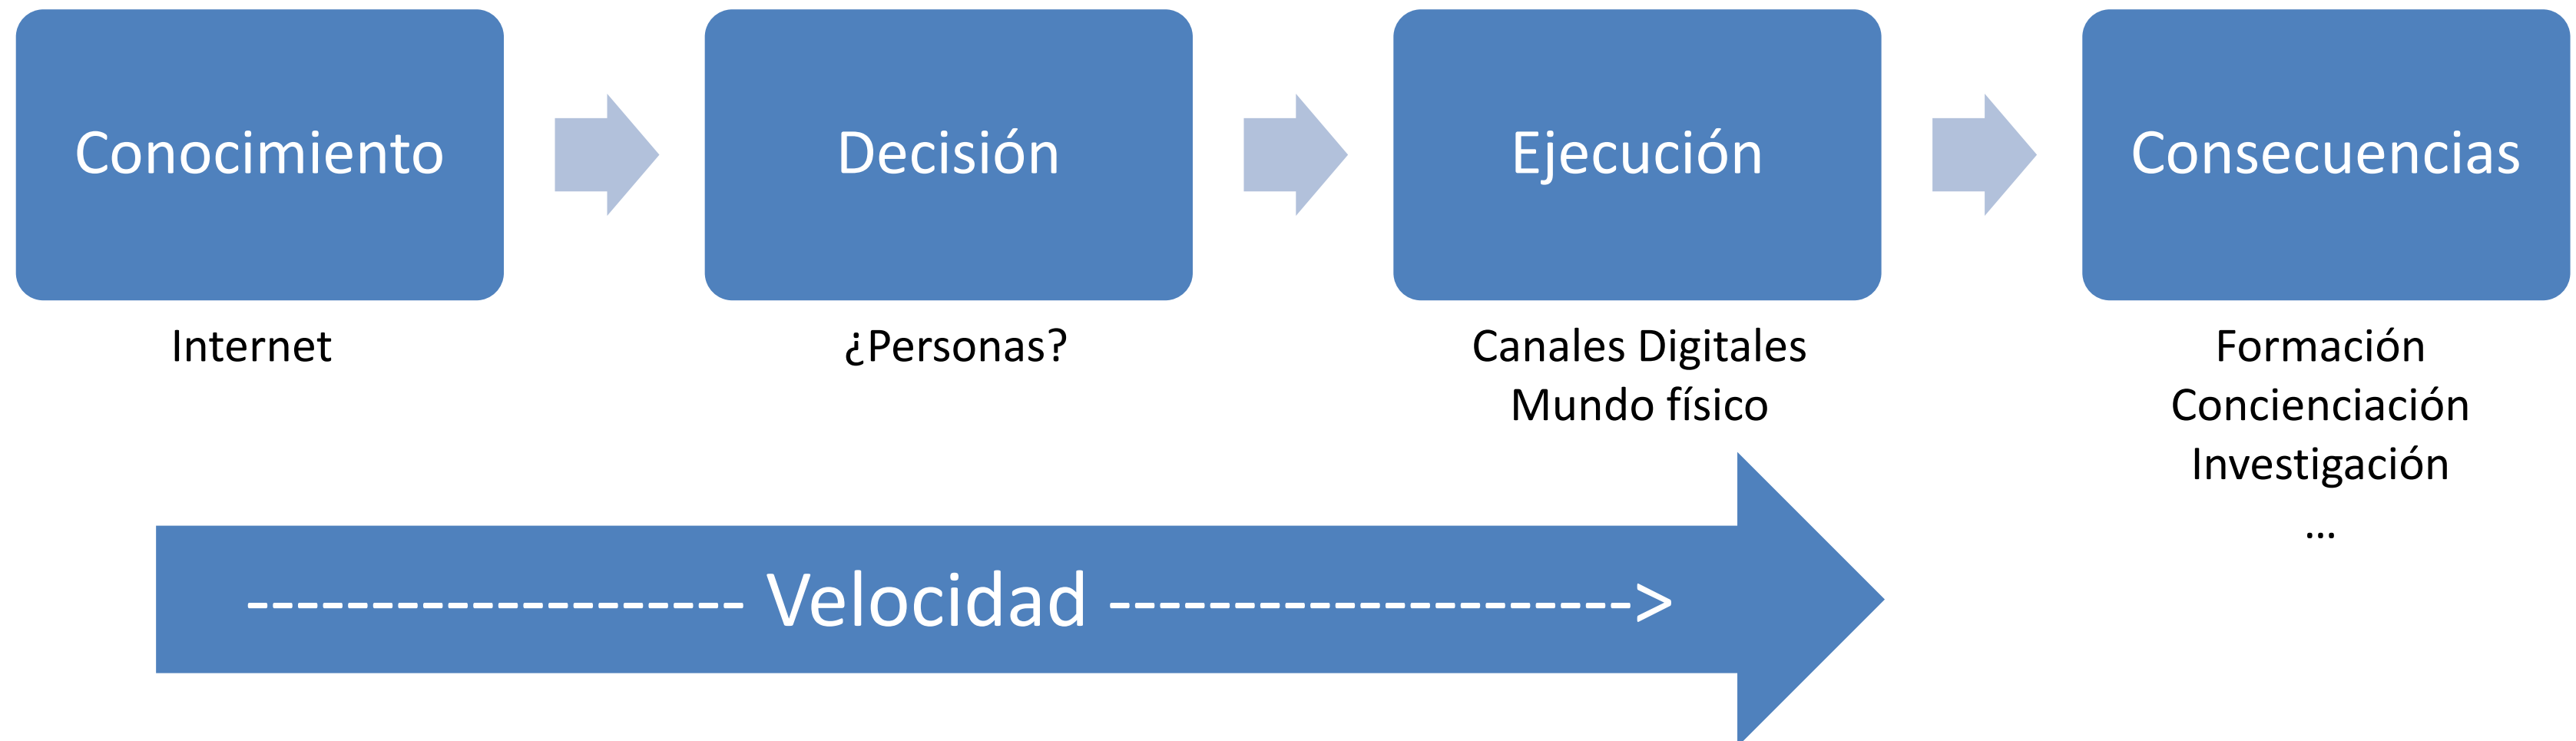 Conocimiento
Decisión
Ejecución
Consecuencias
Internet
¿Personas?
Canales Digitales
Mundo físico
Formación
Concienciación
Investigación
...
-------------------- Velocidad --------------------->